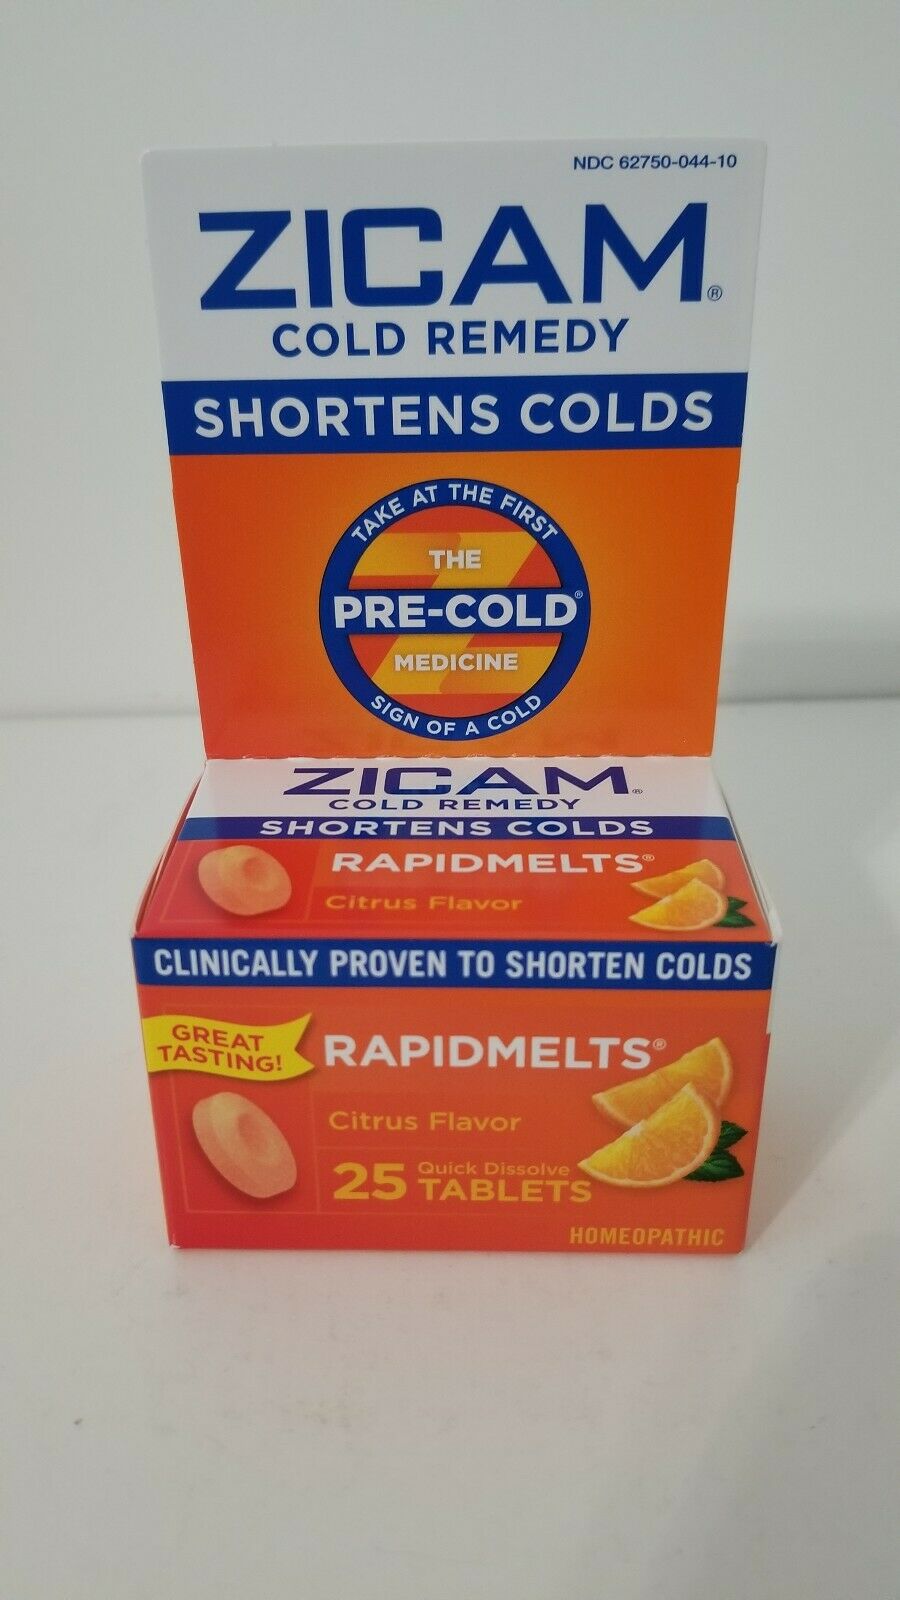 NDC 62750-044-10
ZICAM®
COLD REMEDY
SHORTENS COLDS
TAKE AT THE FIRST
THE
PRE-COLD®
MEDICINE
SIGN OF A COLD
ZICAM®
COLD REMEDY
SHORTENS COLDS
RAPIDMELTS®
Citrus Flavor
CLINICALLY PROVEN TO SHORTEN COLDS
GREAT
TASTING!
RAPIDMELTS®
Citrus Flavor
25 Quick Dissolve
TABLETS
HOMEOPATHIC